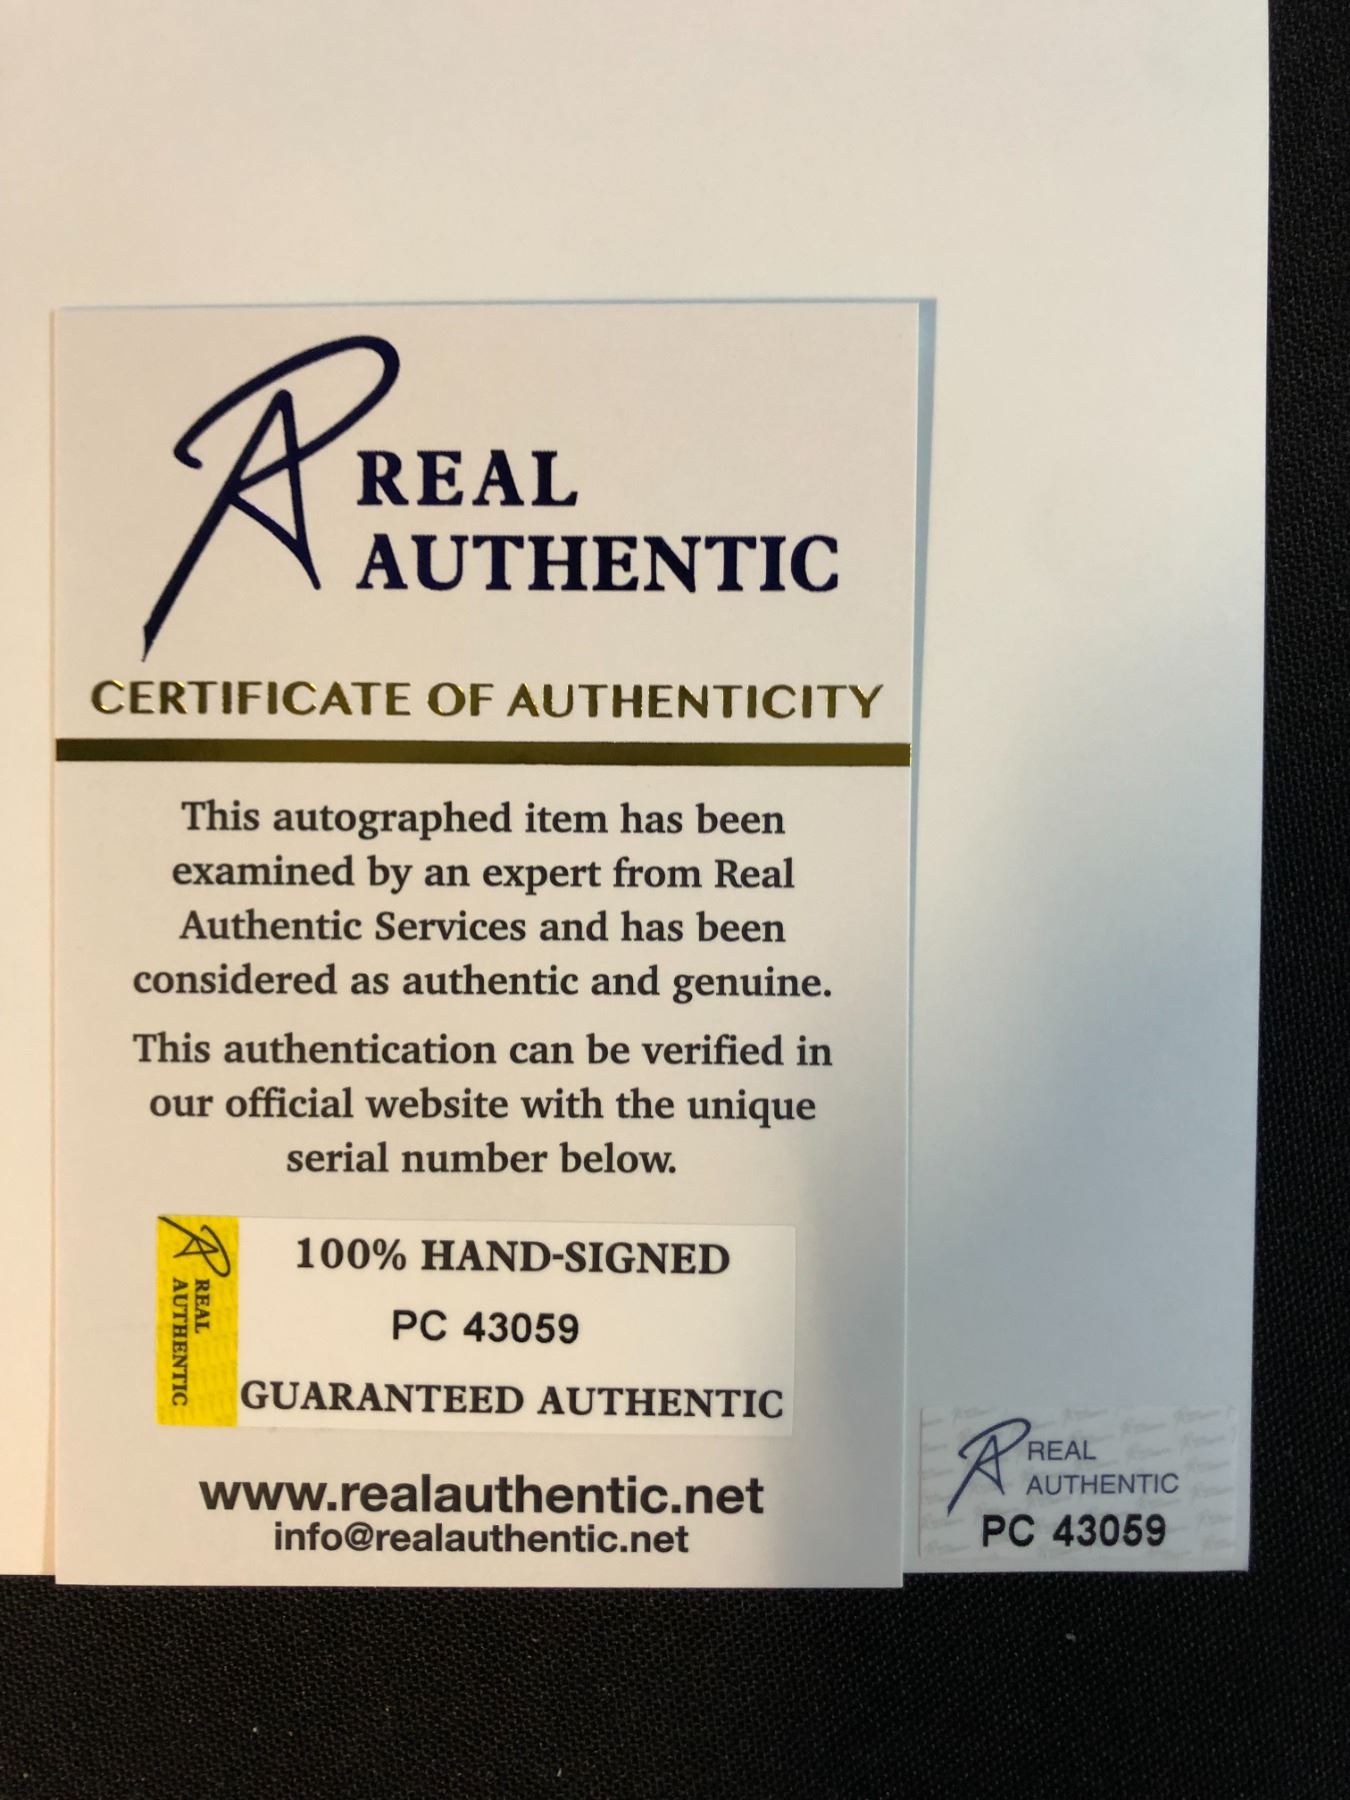 REAL
AUTHENTIC
CERTIFICATE OF AUTHENTICITY
This autographed item has been
examined by an expert from Real
Authentic Services and has been
considered as authentic and genuine.
This authentication can be verified in
our official website with the unique
serial number below.
REAL
AUTHENTIC
100% HAND-SIGNED
PC 43059
GUARANTEED AUTHENTIC
www.realauthentic.net
info@realauthentic.net
REAL
AUTHENTIC
PC 43059